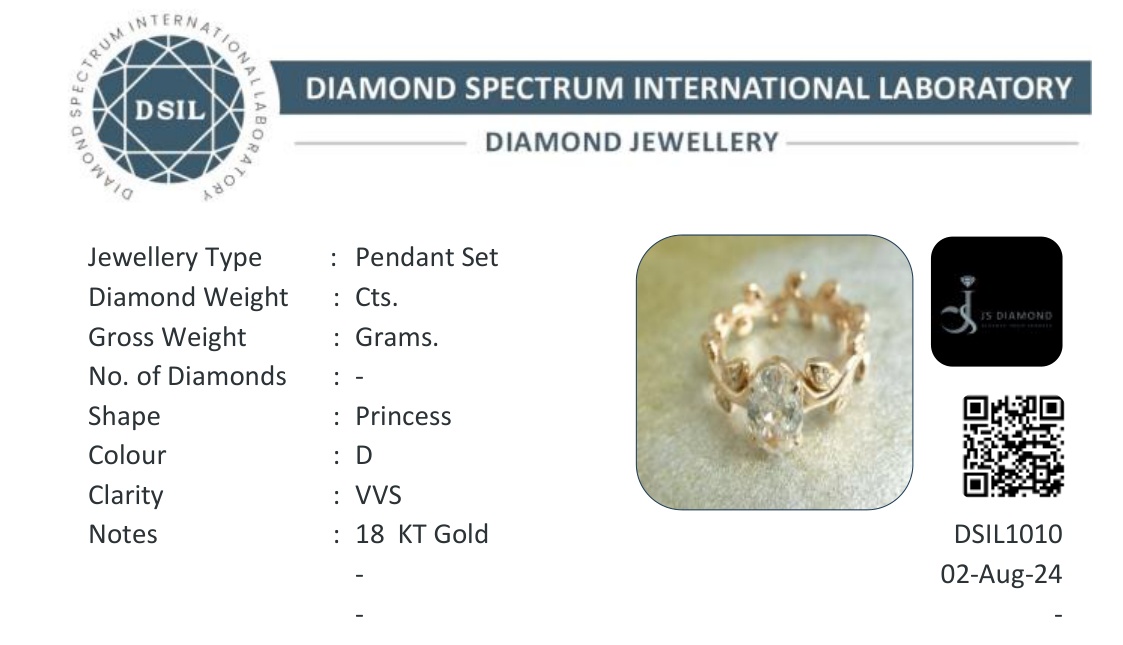 DIAMOND SPECTRUM INTERNATIONAL LABORATORY
DSIL
DIAMOND SPECTRUM INTERNATIONAL LABORATORY
DIAMOND JEWELLERY
Jewellery Type : Pendant Set
Diamond Weight : Cts.
Gross Weight : Grams.
No. of Diamonds : -
Shape : Princess
Colour : D
Clarity : VVS
Notes : 18 KT Gold
-
-
JS DIAMOND
DSIL1010
02-Aug-24
-